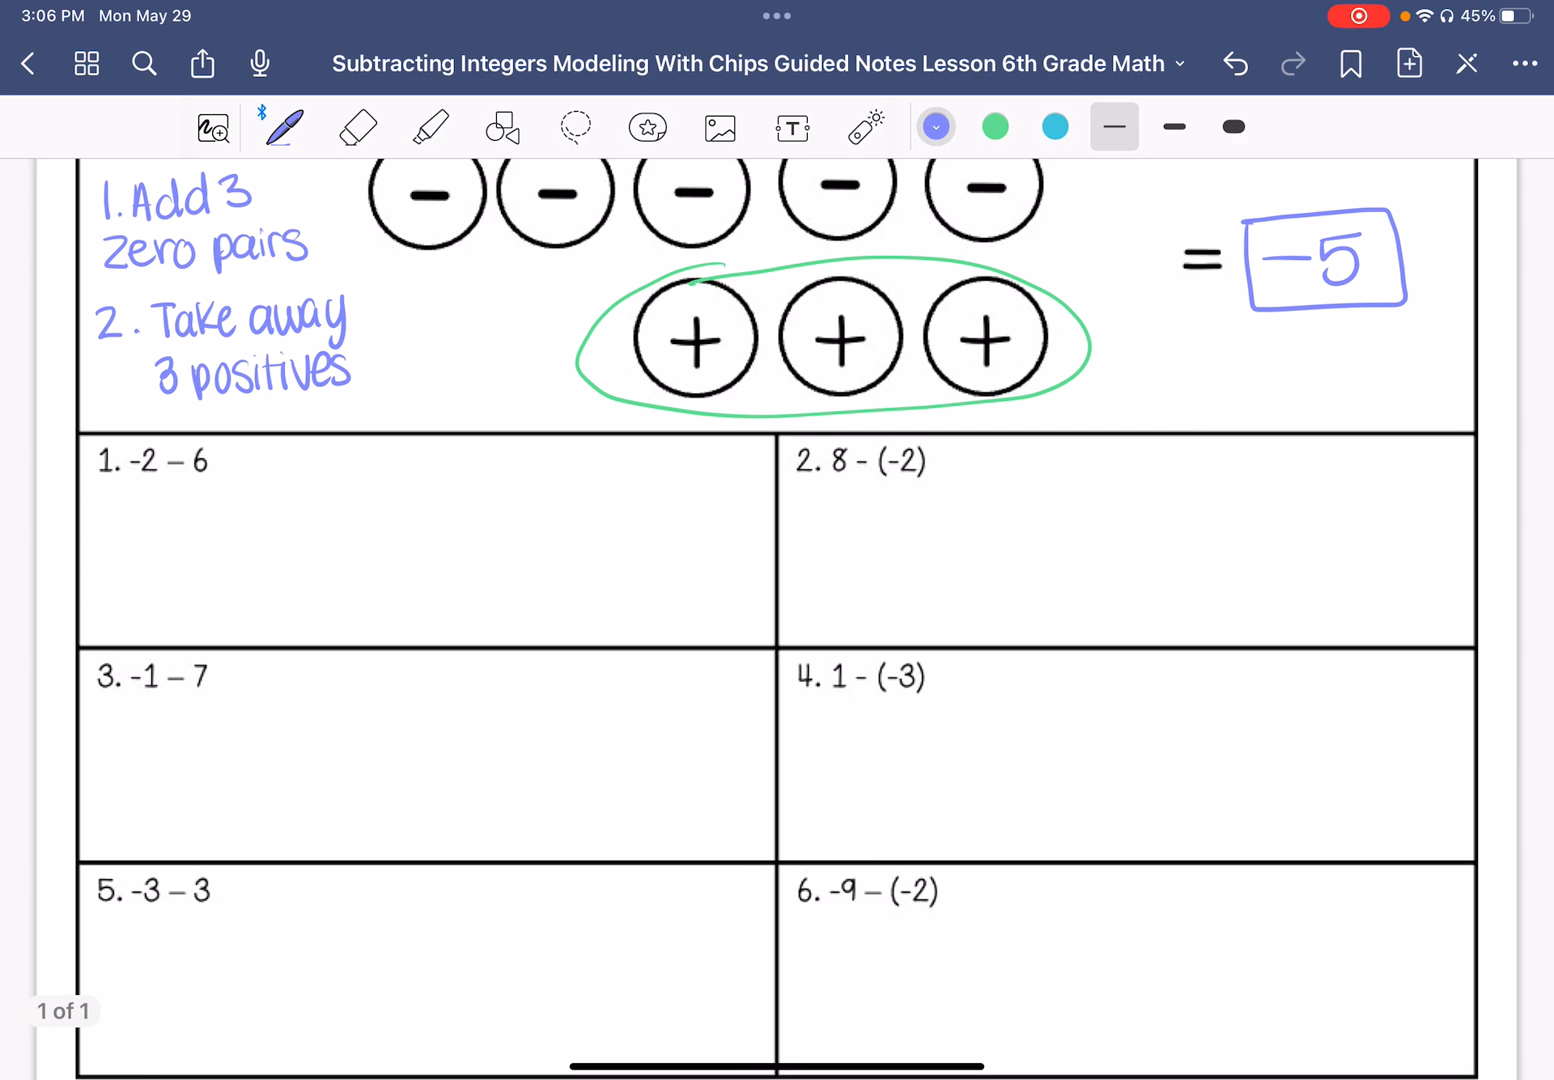 3:06 PM Mon May 29
45%
Subtracting Integers Modeling With Chips Guided Notes Lesson 6th Grade Math
T
1. Add 3
zero pairs
− − − − −
= −5
2. Take away
3 positives
+ + +
1. -2 – 6
2. 8 - (-2)
3. -1 – 7
4. 1 - (-3)
5. -3 – 3
6. -9 – (-2)
1 of 1